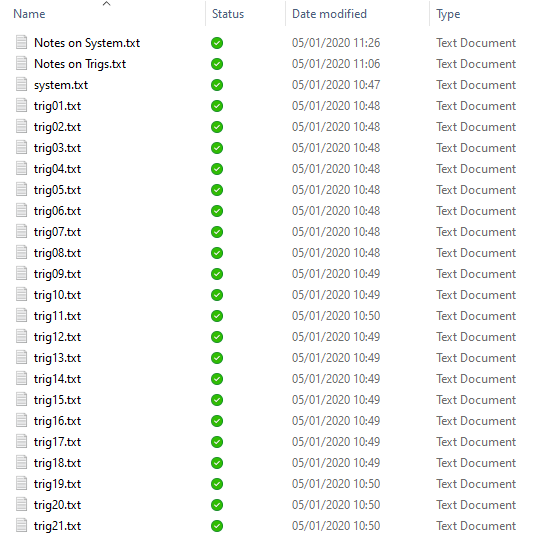 Name Status Date modified Type
Notes on System.txt 05/01/2020 11:26 Text Document
Notes on Trigs.txt 05/01/2020 11:06 Text Document
system.txt 05/01/2020 10:47 Text Document
trig01.txt 05/01/2020 10:48 Text Document
trig02.txt 05/01/2020 10:48 Text Document
trig03.txt 05/01/2020 10:48 Text Document
trig04.txt 05/01/2020 10:48 Text Document
trig05.txt 05/01/2020 10:48 Text Document
trig06.txt 05/01/2020 10:48 Text Document
trig07.txt 05/01/2020 10:48 Text Document
trig08.txt 05/01/2020 10:48 Text Document
trig09.txt 05/01/2020 10:49 Text Document
trig10.txt 05/01/2020 10:49 Text Document
trig11.txt 05/01/2020 10:50 Text Document
trig12.txt 05/01/2020 10:49 Text Document
trig13.txt 05/01/2020 10:49 Text Document
trig14.txt 05/01/2020 10:49 Text Document
trig15.txt 05/01/2020 10:49 Text Document
trig16.txt 05/01/2020 10:49 Text Document
trig17.txt 05/01/2020 10:49 Text Document
trig18.txt 05/01/2020 10:49 Text Document
trig19.txt 05/01/2020 10:50 Text Document
trig20.txt 05/01/2020 10:50 Text Document
trig21.txt 05/01/2020 10:50 Text Document